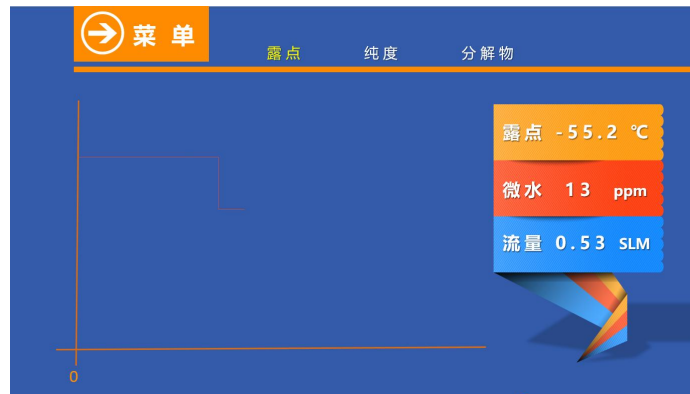 菜单
露点 纯度 分解物
露点 -55.2 ℃
微水 13 ppm
流量 0.53 SLM
0